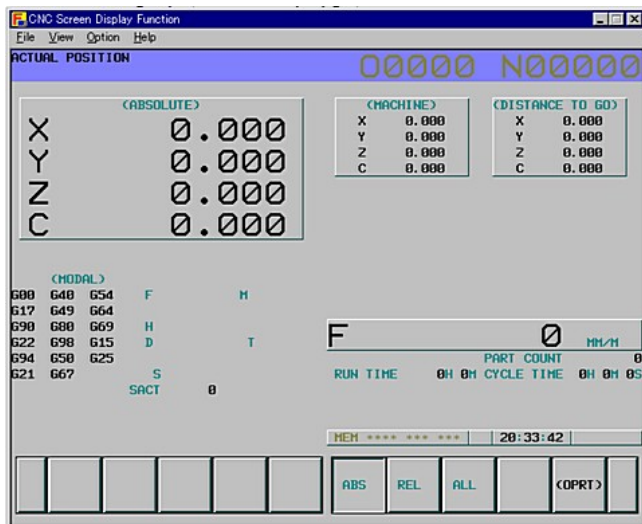 CNC Screen Display Function
File View Option Help
ACTUAL POSITION O0000 N00000
(ABSOLUTE)
X 0.000
Y 0.000
Z 0.000
C 0.000
(MACHINE)
X 0.000
Y 0.000
Z 0.000
C 0.000
(DISTANCE TO GO)
X 0.000
Y 0.000
Z 0.000
C 0.000
(MODAL)
G00 G40 G54 F M
G17 G49 G64
G90 G80 G69 H
G22 G98 G15 D T
G94 G50 G25
G21 G67 S
SACT 0
F 0 MM/M
PART COUNT 0
RUN TIME 0H 0M CYCLE TIME 0H 0M 0S
MEM **** *** *** 20:33:42
ABS REL ALL (OPRT)